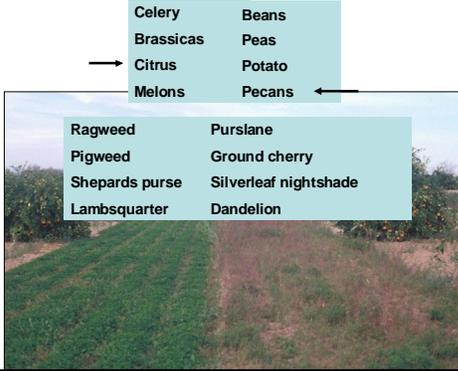 Celery Beans
Brassicas Peas
Citrus Potato
Melons Pecans
Ragweed Purslane
Pigweed Ground cherry
Shepards purse Silverleaf nightshade
Lambsquarter Dandelion